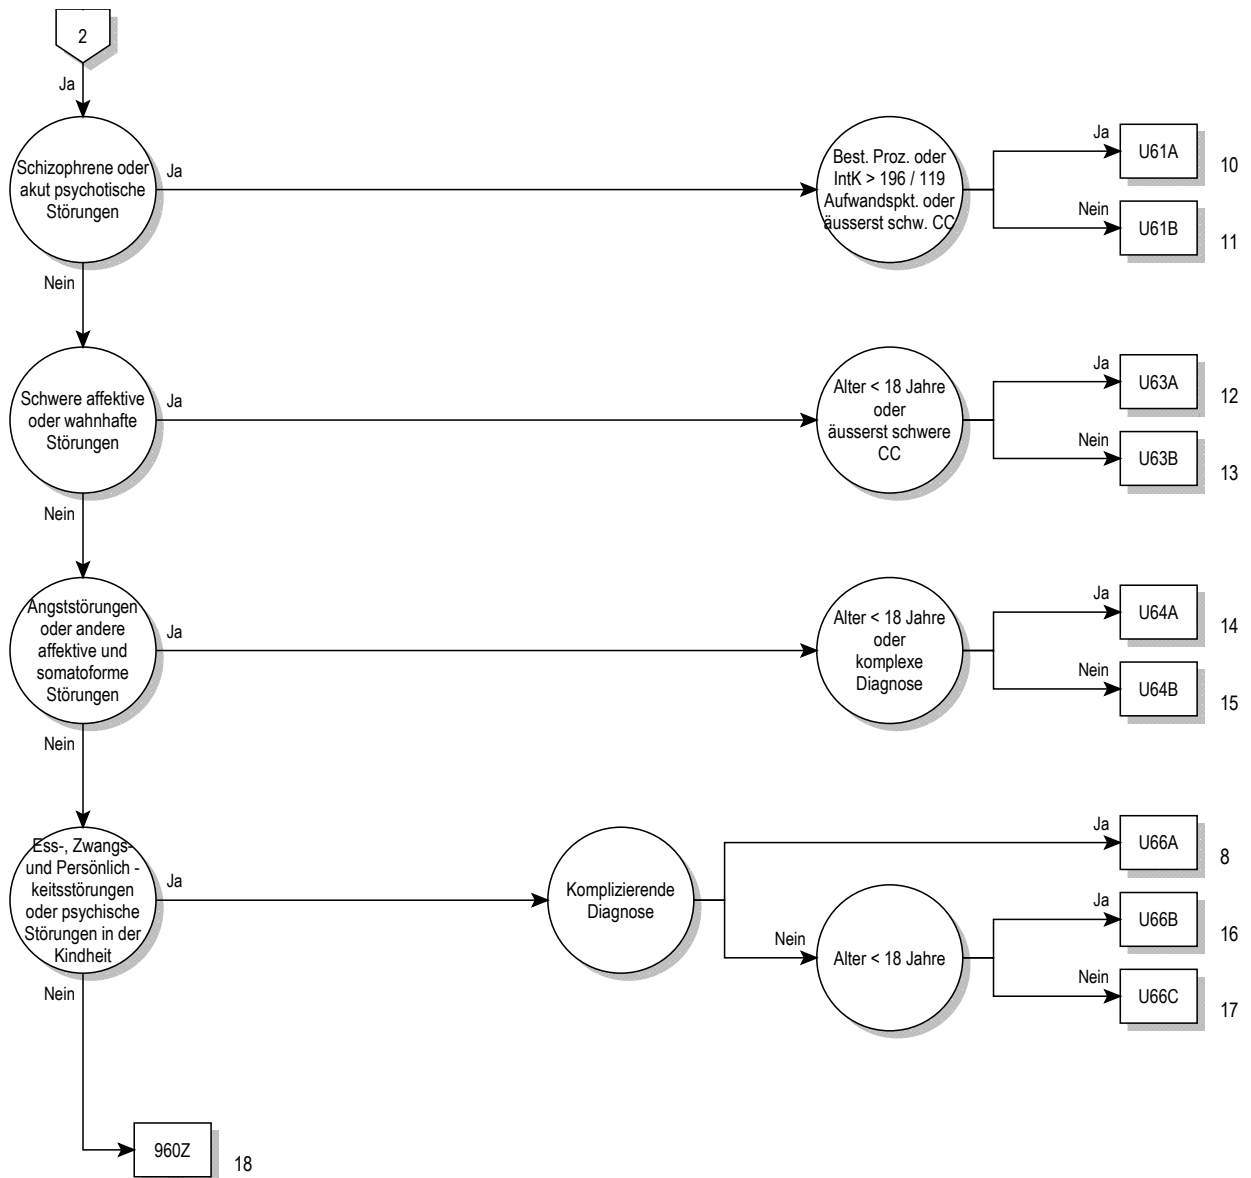 2
Ja
Schizophrene oder
akut psychotische
Störungen
Ja
Best. Proz. oder
IntK > 196 / 119
Aufwandspkt. oder
äusserst schw. CC
Ja
U61A
10
Nein
U61B
11
Nein
Schwere affektive
oder wahnhafte
Störungen
Ja
Alter < 18 Jahre
oder
äusserst schwere
CC
Ja
U63A
12
Nein
U63B
13
Nein
Angststörungen
oder andere
affektive und
somatoforme
Störungen
Ja
Alter < 18 Jahre
oder
komplexe
Diagnose
Ja
U64A
14
Nein
U64B
15
Nein
Ess-, Zwangs-
und Persönlich -
keitsstörungen
oder psychische
Störungen in der
Kindheit
Ja
Komplizierende
Diagnose
Ja
U66A
8
Nein
Alter < 18 Jahre
Ja
U66B
16
Nein
U66C
17
Nein
960Z
18